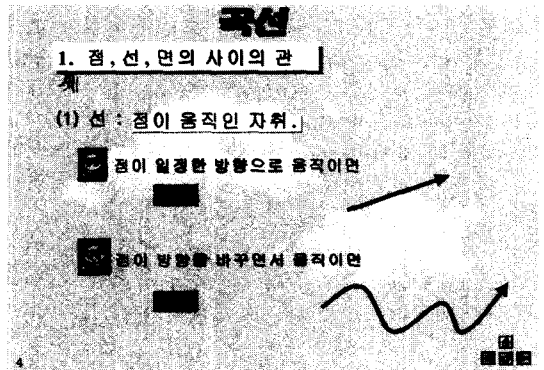 곡선
1. 점,선,면의 사이의 관
계
(1) 선 : 점이 움직인 자취.
점이 일정한 방향으로 움직이면
점이 방향를 바꾸면서 움직이면
4